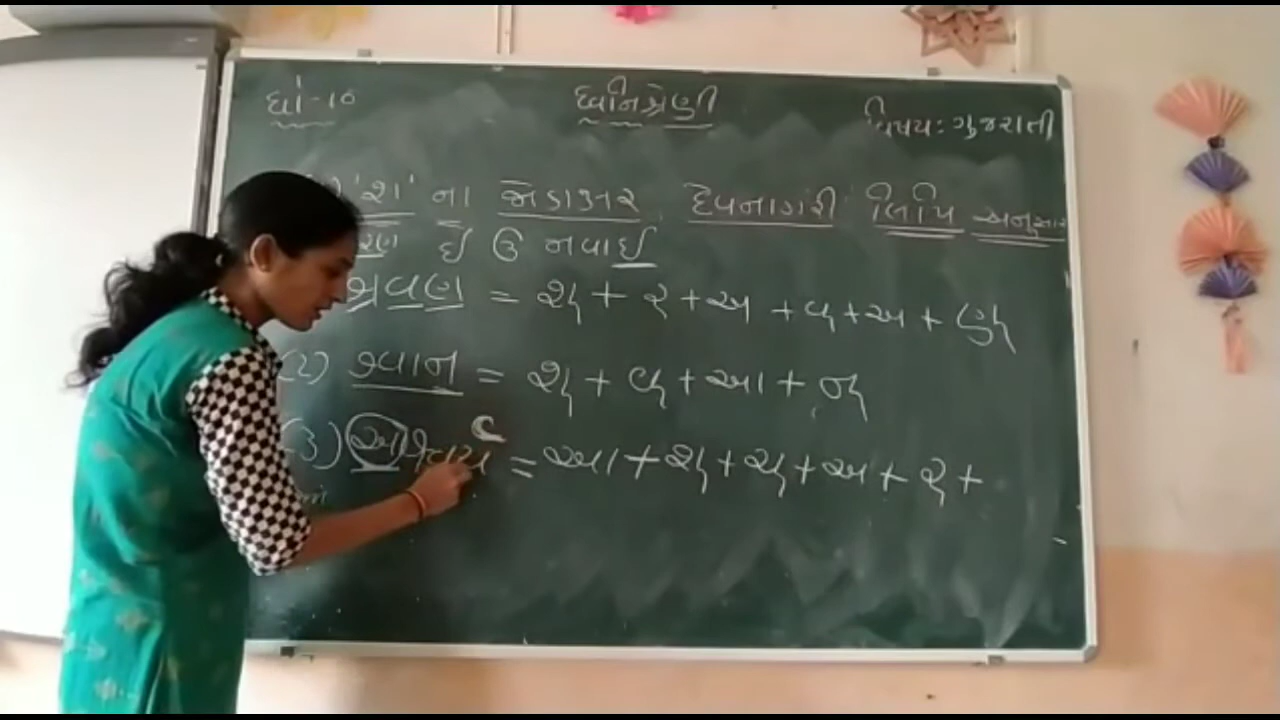 ધો-૧૦ ધ્વનિશ્રેણી વિષય: ગુજરાતી
'શ' ના જોડાક્ષર દેવનાગરી લિપિ અનુસાર
ઈ ઉ નવાઈ
શ્રવણ = શ્ + ર + અ + વ્ + અ + ણ્
(૨) શ્વાન = શ્ + વ્ + આ + ન્
(૩) આશ્ચર્ય = આ + શ્ + ચ્ + અ + ર્ +